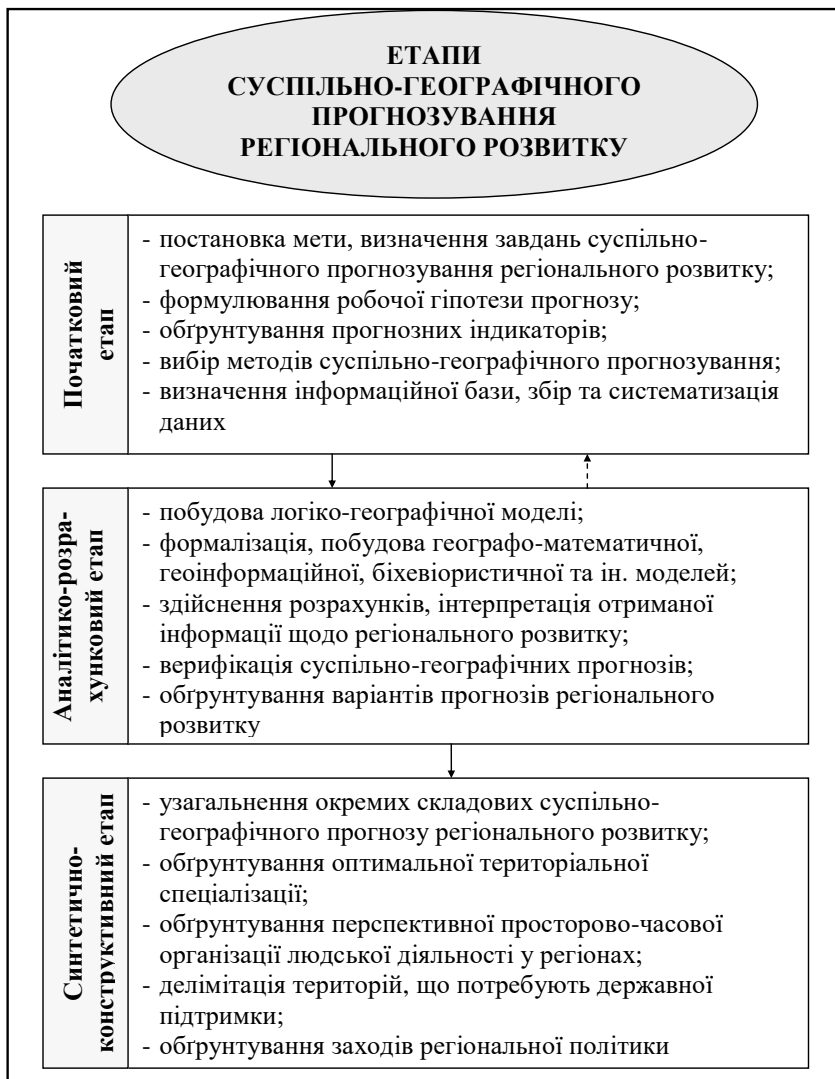 ЕТАПИ
СУСПІЛЬНО-ГЕОГРАФІЧНОГО
ПРОГНОЗУВАННЯ
РЕГІОНАЛЬНОГО РОЗВИТКУ
Початковий
етап
- постановка мети, визначення завдань суспільно-
географічного прогнозування регіонального розвитку;
- формулювання робочої гіпотези прогнозу;
- обґрунтування прогнозних індикаторів;
- вибір методів суспільно-географічного прогнозування;
- визначення інформаційної бази, збір та систематизація
даних
Аналітико-розра-
хунковий етап
- побудова логіко-географічної моделі;
- формалізація, побудова географо-математичної,
геоінформаційної, біхевіористичної та ін. моделей;
- здійснення розрахунків, інтерпретація отриманої
інформації щодо регіонального розвитку;
- верифікація суспільно-географічних прогнозів;
- обґрунтування варіантів прогнозів регіонального
розвитку
Синтетично-
конструктивний етап
- узагальнення окремих складових суспільно-
географічного прогнозу регіонального розвитку;
- обґрунтування оптимальної територіальної
спеціалізації;
- обґрунтування перспективної просторово-часової
організації людської діяльності у регіонах;
- делімітація територій, що потребують державної
підтримки;
- обґрунтування заходів регіональної політики